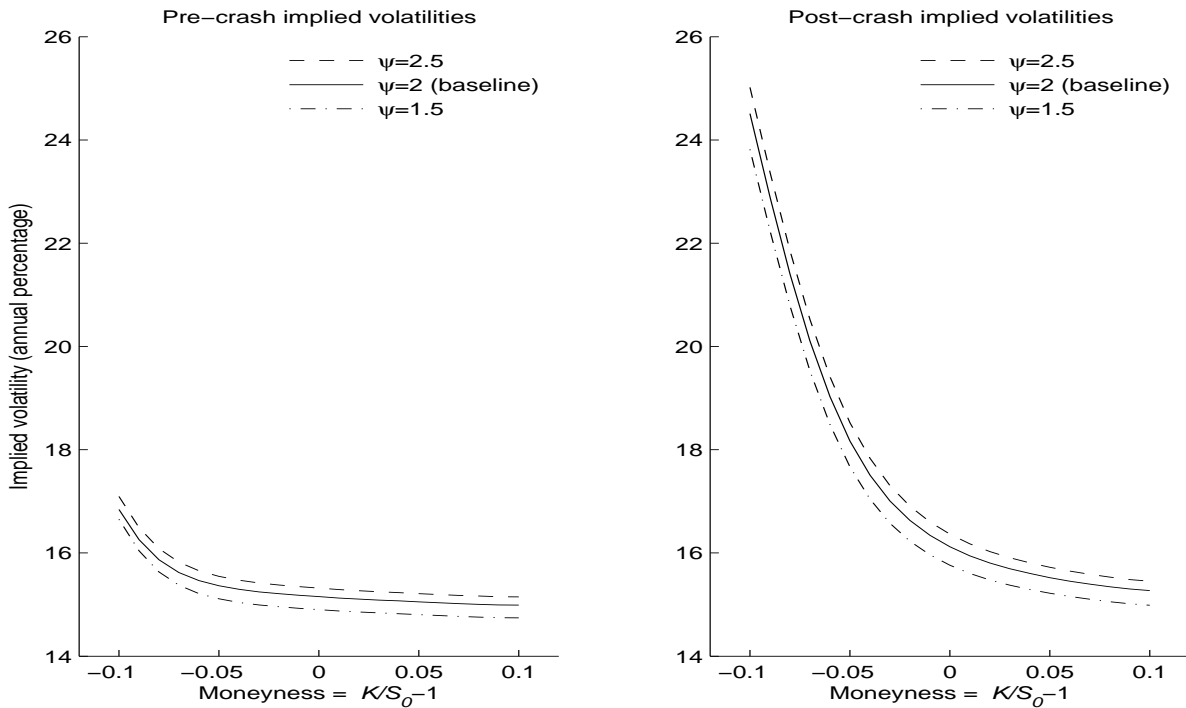 Pre−crash implied volatilities
26
24
22
20
18
16
14
ψ=2.5
ψ=2 (baseline)
ψ=1.5
Implied volatility (annual percentage)
−0.1 −0.05 0 0.05 0.1
Moneyness = K/S0−1
Post−crash implied volatilities
26
24
22
20
18
16
14
ψ=2.5
ψ=2 (baseline)
ψ=1.5
−0.1 −0.05 0 0.05 0.1
Moneyness = K/S0−1